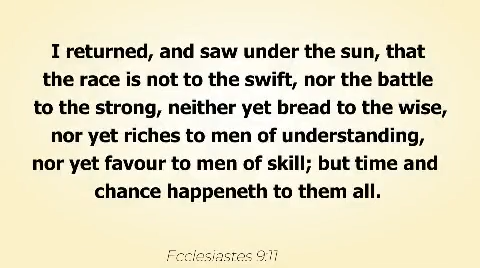 I returned, and saw under the sun, that
the race is not to the swift, nor the battle
to the strong, neither yet bread to the wise,
nor yet riches to men of understanding,
nor yet favour to men of skill; but time and
chance happeneth to them all.
Ecclesiastes 9:11